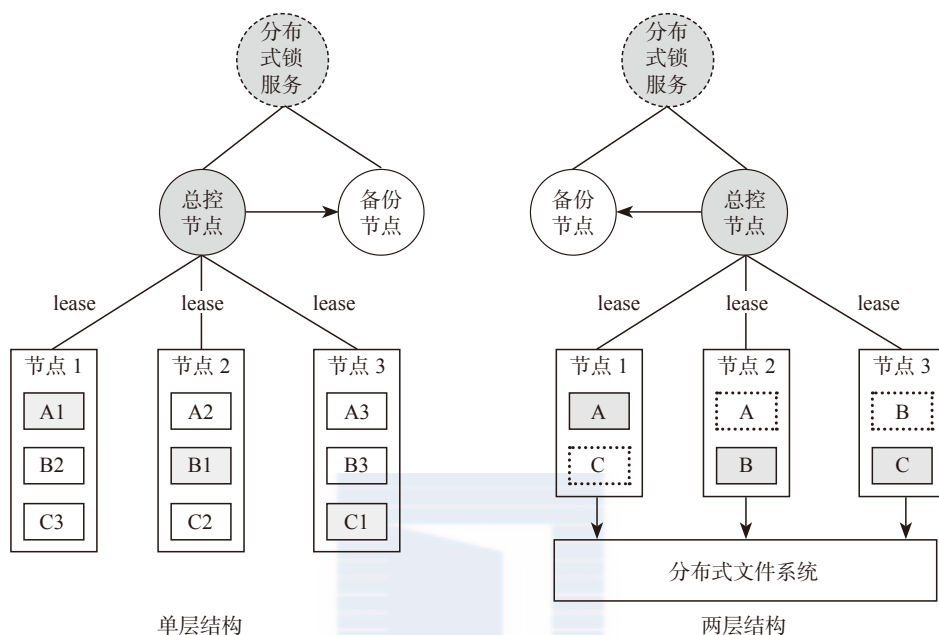 分布
式锁
服务
总控
节点
备份
节点
lease
lease
lease
节点 1
A1
B2
C3
节点 2
A2
B1
C2
节点 3
A3
B3
C1
单层结构
分布
式锁
服务
备份
节点
总控
节点
lease
lease
lease
节点 1
A
C
节点 2
A
B
节点 3
B
C
分布式文件系统
两层结构